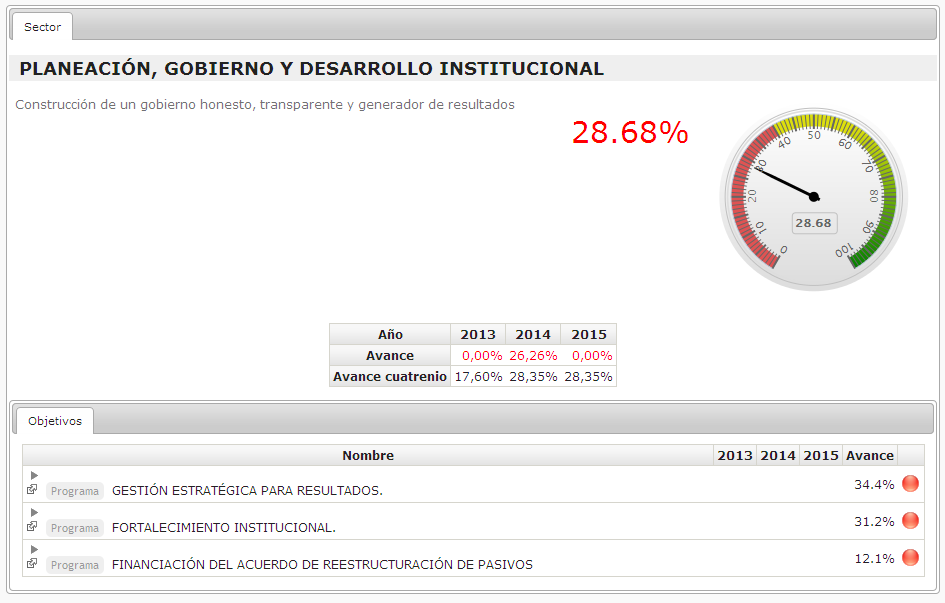 Sector
PLANEACIÓN, GOBIERNO Y DESARROLLO INSTITUCIONAL
Construcción de un gobierno honesto, transparente y generador de resultados
28.68%
0 10 20 30 40 50 60 70 80 90 100
28.68
Año 2013 2014 2015
Avance 0,00% 26,26% 0,00%
Avance cuatrenio 17,60% 28,35% 28,35%
Objetivos
Nombre 2013 2014 2015 Avance
Programa GESTIÓN ESTRATÉGICA PARA RESULTADOS. 34.4%
Programa FORTALECIMIENTO INSTITUCIONAL. 31.2%
Programa FINANCIACIÓN DEL ACUERDO DE REESTRUCTURACIÓN DE PASIVOS 12.1%